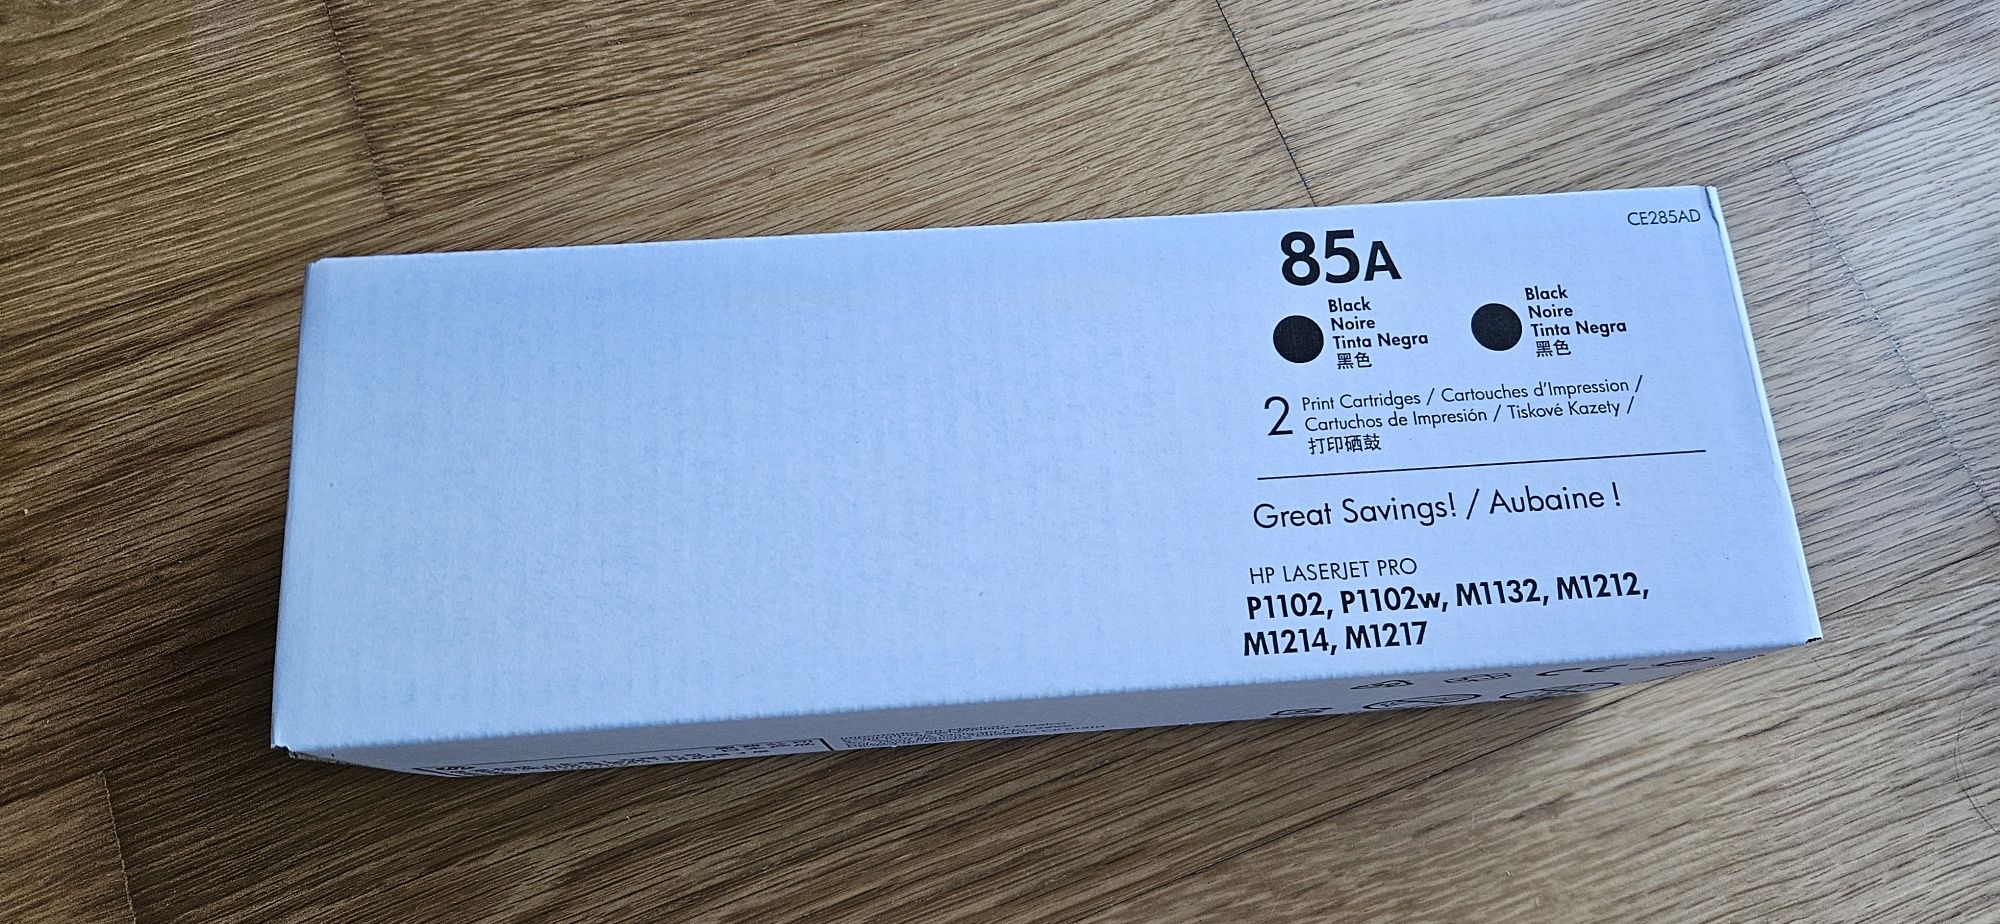 CE285AD
85A
Black
Noire
Tinta Negra
黑色
Black
Noire
Tinta Negra
黑色
2 Print Cartridges / Cartouches d'Impression /
Cartuchos de Impresión / Tiskové Kazety /
打印硒鼓
Great Savings! / Aubaine !
HP LASERJET PRO
P1102, P1102w, M1132, M1212,
M1214, M1217